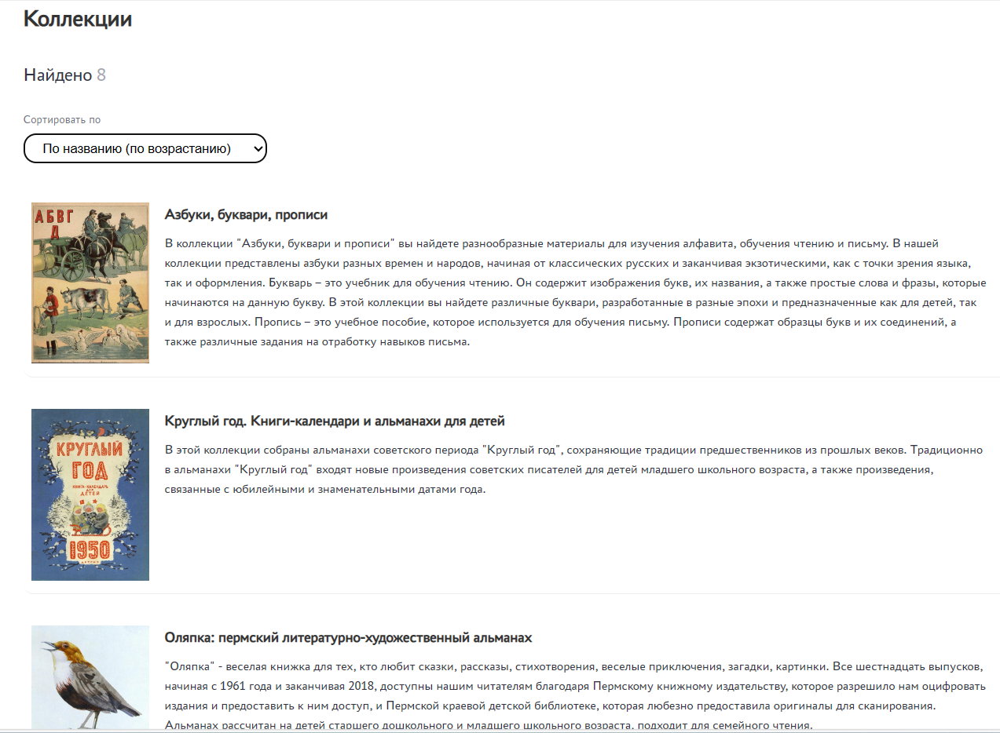 Коллекции
Найдено 8
Сортировать по
По названию (по возрастанию)
АБВГ
Д
Азбуки, буквари, прописи
В коллекции "Азбуки, буквари и прописи" вы найдете разнообразные материалы для изучения алфавита, обучения чтению и письму. В нашей
коллекции представлены азбуки разных времен и народов, начиная от классических русских и заканчивая экзотическими, как с точки зрения языка,
так и оформления. Букварь – это учебник для обучения чтению. Он содержит изображения букв, их названия, а также простые слова и фразы, которые
начинаются на данную букву. В этой коллекции вы найдете различные буквари, разработанные в разные эпохи и предназначенные как для детей, так
и для взрослых. Пропись – это учебное пособие, которое используется для обучения письму. Прописи содержат образцы букв и их соединений, а
также различные задания на отработку навыков письма.
КРУГЛЫЙ
ГОД
КНИГА-КАЛЕНДАРЬ
ДЛЯ
ДЕТЕЙ
1950
ДЕТГИЗ
Круглый год. Книги-календари и альманахи для детей
В этой коллекции собраны альманахи советского периода "Круглый год", сохраняющие традиции предшественников из прошлых веков. Традиционно
в альманахи "Круглый год" входят новые произведения советских писателей для детей младшего школьного возраста, а также произведения,
связанные с юбилейными и знаменательными датами года.
Оляпка: пермский литературно-художественный альманах
"Оляпка" - веселая книжка для тех, кто любит сказки, рассказы, стихотворения, веселые приключения, загадки, картинки. Все шестнадцать выпусков,
начиная с 1961 года и заканчивая 2018, доступны нашим читателям благодаря Пермскому книжному издательству, которое разрешило нам оцифровать
издания и предоставить к ним доступ, и Пермской краевой детской библиотеке, которая любезно предоставила оригиналы для сканирования.
Альманах рассчитан на детей старшего дошкольного и младшего школьного возраста, подходит для семейного чтения.